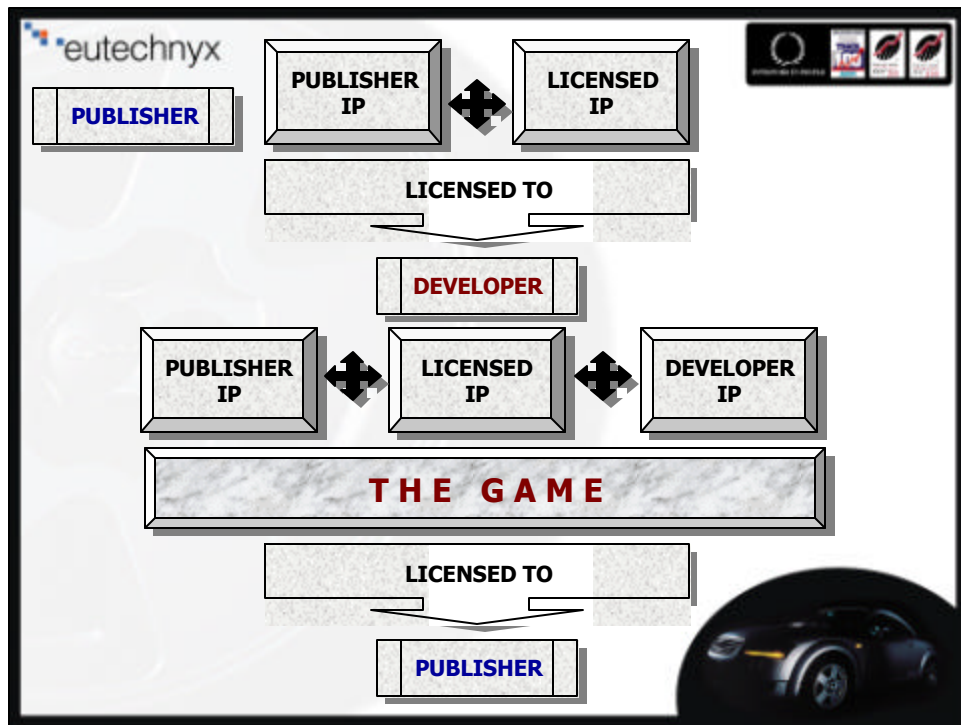 eutechnyx
PUBLISHER
PUBLISHER
IP
LICENSED
IP
LICENSED TO
DEVELOPER
PUBLISHER
IP
LICENSED
IP
DEVELOPER
IP
THE GAME
LICENSED TO
PUBLISHER